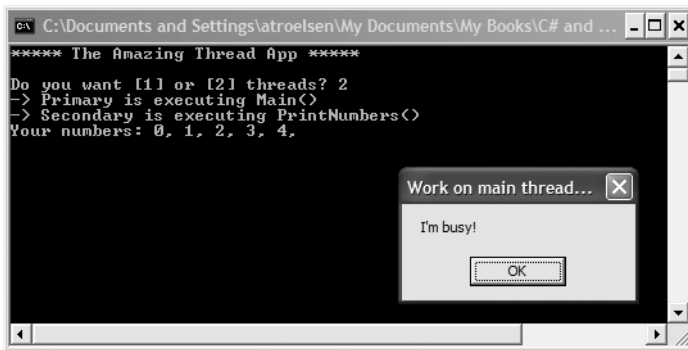 C:\Documents and Settings\atroelsen\My Documents\My Books\C# and ...
***** The Amazing Thread App *****
Do you want [1] or [2] threads? 2
-> Primary is executing Main()
-> Secondary is executing PrintNumbers()
Your numbers: 0, 1, 2, 3, 4,
Work on main thread...
I'm busy!
OK